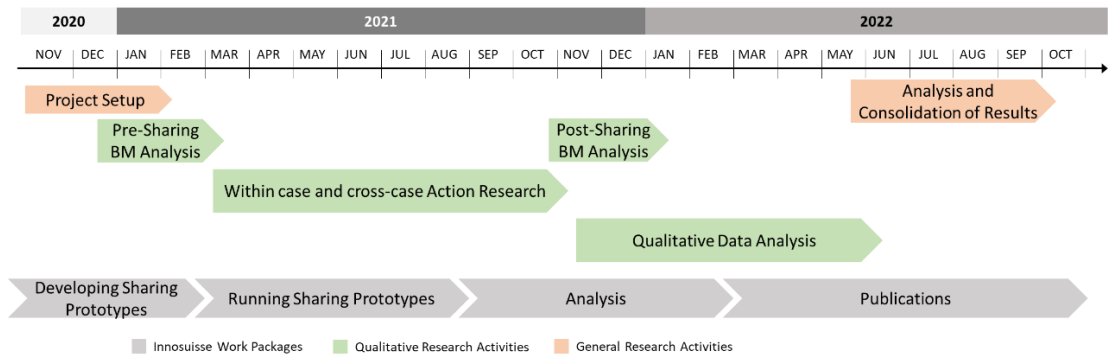 2020 2021 2022
NOV DEC JAN FEB MAR APR MAY JUN JUL AUG SEP OCT NOV DEC JAN FEB MAR APR MAY JUN JUL AUG SEP OCT
Project Setup
Analysis and
Consolidation of Results
Pre-Sharing
BM Analysis
Post-Sharing
BM Analysis
Within case and cross-case Action Research
Qualitative Data Analysis
Developing Sharing
Prototypes
Running Sharing Prototypes
Analysis
Publications
Innosuisse Work Packages
Qualitative Research Activities
General Research Activities